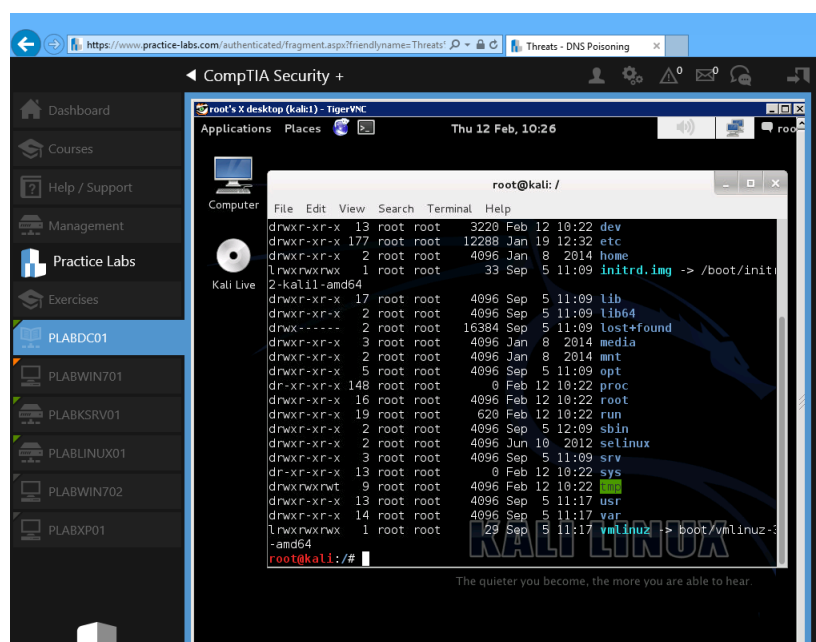 https://www.practice-labs.com/authenticated/fragment.aspx?friendlyname=Threats'
Threats - DNS Poisoning
CompTIA Security +
0 0
Dashboard
Courses
Help / Support
Management
Practice Labs
Exercises
PLABDC01
PLABWIN701
PLABKSRV01
PLABLINUX01
PLABWIN702
PLABXP01
root's X desktop (kali:1) - TigerVNC
Applications Places Thu 12 Feb, 10:26 roo
Computer
Kali Live
root@kali: /
File Edit View Search Terminal Help
drwxr-xr-x 13 root root 3220 Feb 12 10:22 dev
drwxr-xr-x 177 root root 12288 Jan 19 12:32 etc
drwxr-xr-x 2 root root 4096 Jan 8 2014 home
lrwxrwxrwx 1 root root 33 Sep 5 11:09 initrd.img -> /boot/initr
2-kali1-amd64
drwxr-xr-x 17 root root 4096 Sep 5 11:09 lib
drwxr-xr-x 2 root root 4096 Sep 5 11:09 lib64
drwx------ 2 root root 16384 Sep 5 11:09 lost+found
drwxr-xr-x 3 root root 4096 Jan 8 2014 media
drwxr-xr-x 2 root root 4096 Jan 8 2014 mnt
drwxr-xr-x 5 root root 4096 Sep 5 11:09 opt
dr-xr-xr-x 148 root root 0 Feb 12 10:22 proc
drwxr-xr-x 16 root root 4096 Feb 12 10:22 root
drwxr-xr-x 19 root root 620 Feb 12 10:22 run
drwxr-xr-x 2 root root 4096 Sep 5 12:09 sbin
drwxr-xr-x 2 root root 4096 Jun 10 2012 selinux
drwxr-xr-x 3 root root 4096 Sep 5 11:09 srv
dr-xr-xr-x 13 root root 0 Feb 12 10:22 sys
drwxrwxrwt 9 root root 4096 Feb 12 10:22 tmp
drwxr-xr-x 13 root root 4096 Sep 5 11:17 usr
drwxr-xr-x 14 root root 4096 Sep 5 11:17 var
lrwxrwxrwx 1 root root 29 Sep 5 11:17 vmlinuz -> boot/vmlinuz-3
-amd64
root@kali:/#
KALI LINUX
The quieter you become, the more you are able to hear.